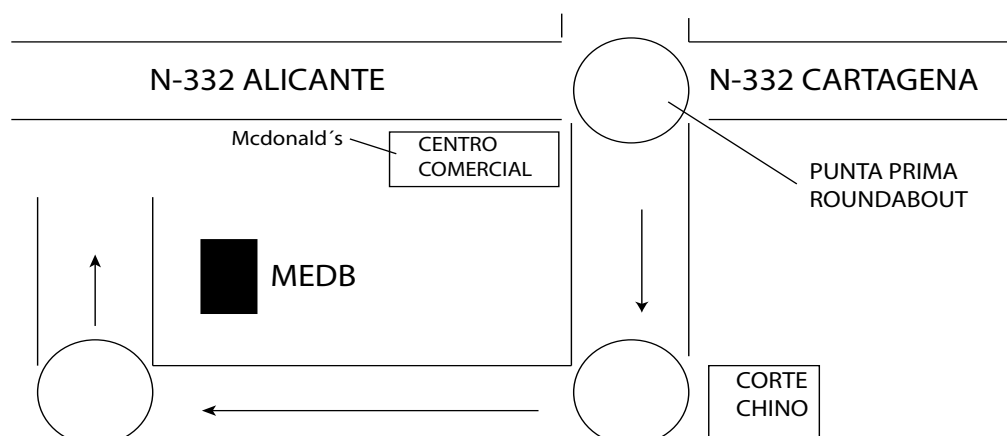 N-332 ALICANTE
N-332 CARTAGENA
Mcdonald´s
CENTRO
COMERCIAL
PUNTA PRIMA
ROUNDABOUT
MEDB
CORTE
CHINO